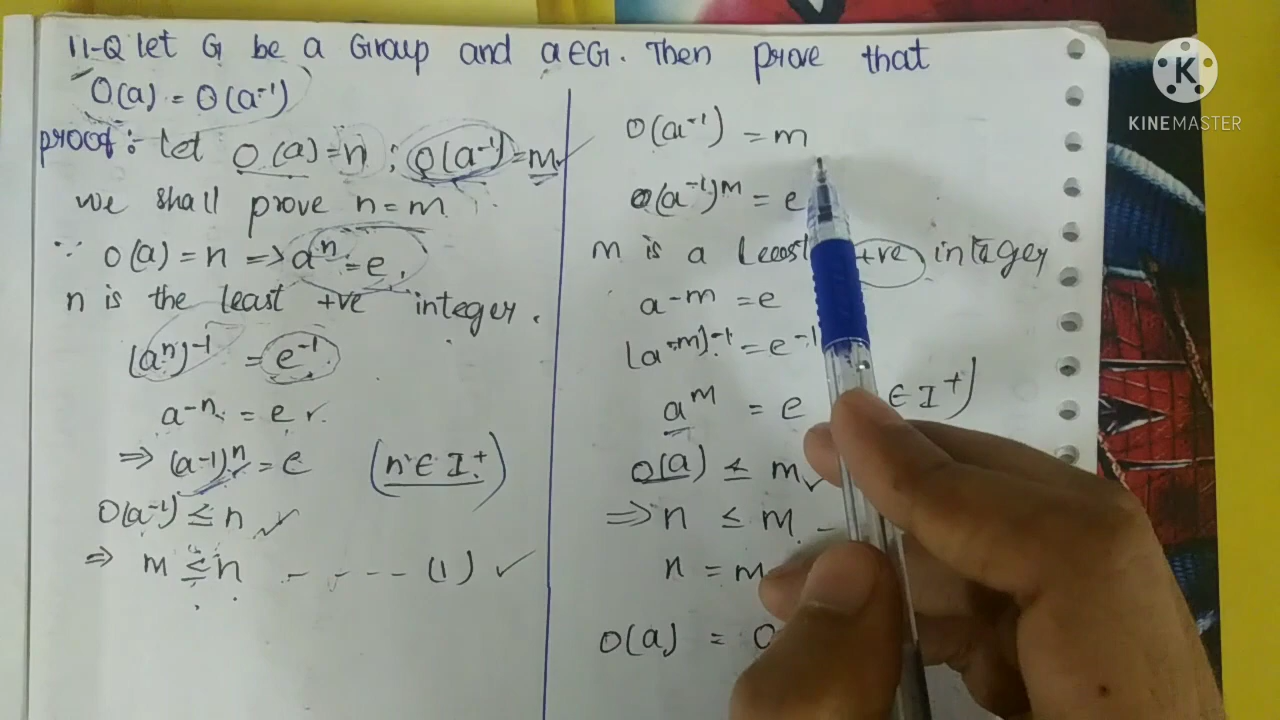 11-Q let G be a Group and a∈G. Then prove that
O(a) = O(a⁻¹)
proof:- let O(a)=n ; O(a⁻¹)=m
we shall prove n=m
∵ O(a)=n ⇒ aⁿ=e,
n is the least +ve integer.
(aⁿ)⁻¹ = e⁻¹
a⁻ⁿ = e
⇒ (a-1)ⁿ = e (n∈I⁺)
O(a⁻¹) ≤ n
⇒ m ≤ n ---- (1)
O(a⁻¹) = m
(a⁻¹)ᵐ = e
m is a least +ve integer
a-m = e
(a⁻ᵐ)⁻¹ = e⁻¹
aᵐ = e ∈ I⁺)
O(a) ≤ m
⇒ n ≤ m -
n = m
O(a) = O
K
KINEMASTER